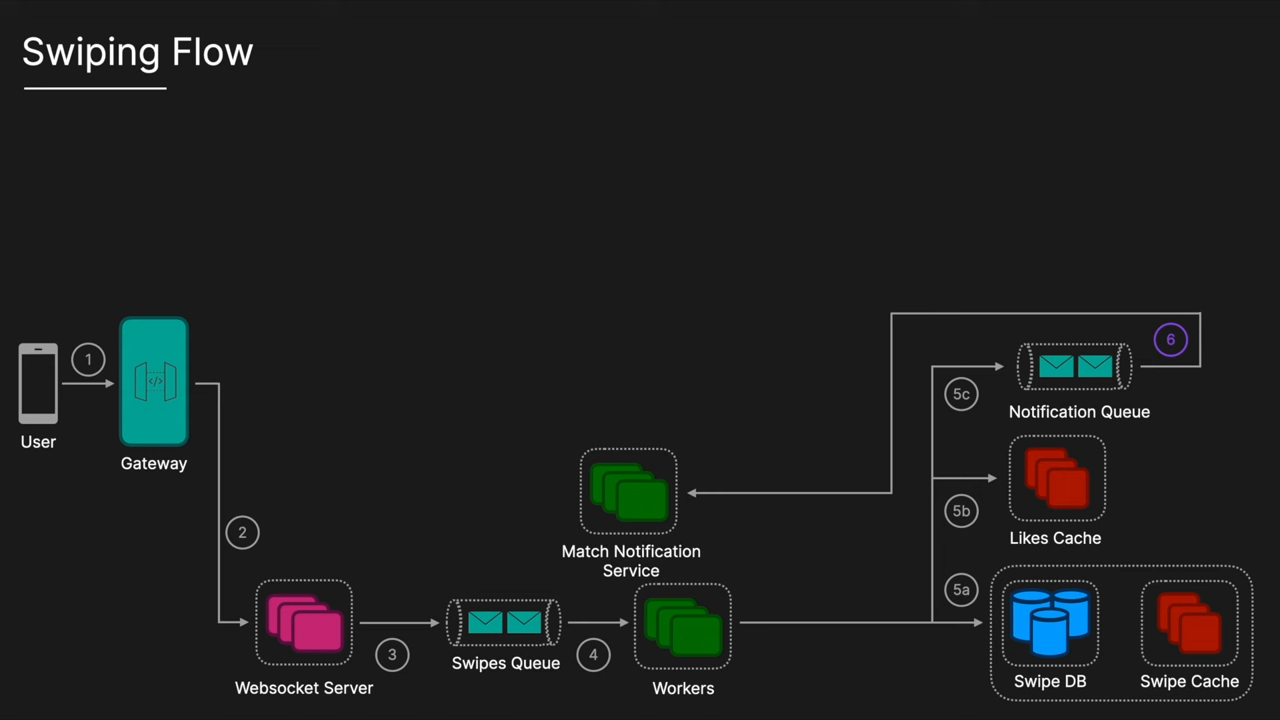 Swiping Flow
1
User
</>
Gateway
2
Websocket Server
3
Swipes Queue
4
Workers
Match Notification
Service
5a
Swipe DB
Swipe Cache
5b
Likes Cache
5c
Notification Queue
6